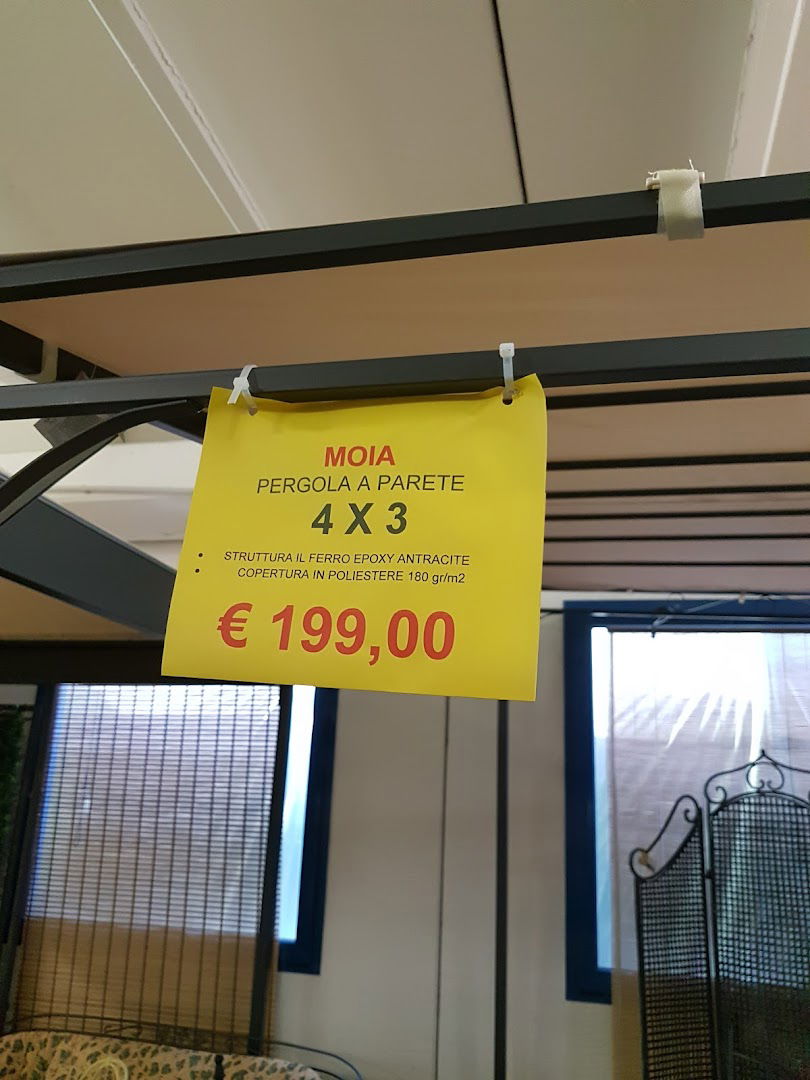 MOIA
PERGOLA A PARETE
4 X 3
• STRUTTURA IL FERRO EPOXY ANTRACITE
• COPERTURA IN POLIESTERE 180 gr/m2
€ 199,00